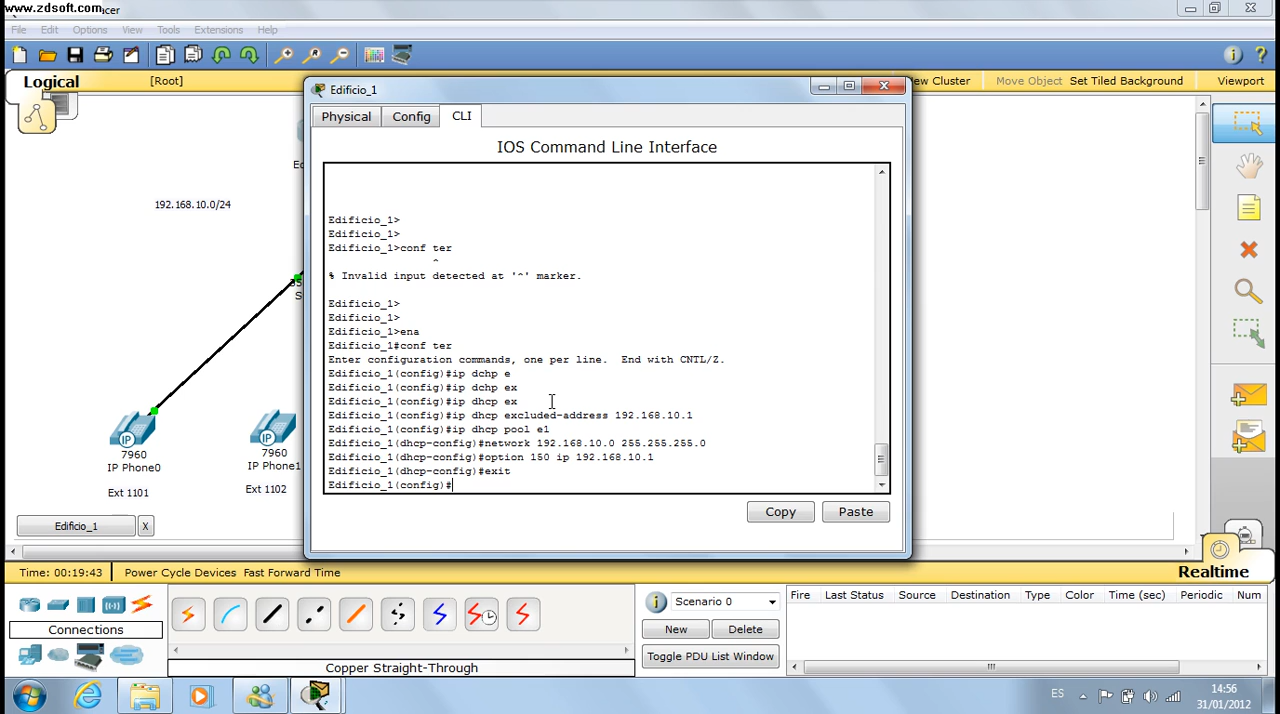 www.zdsoft.com
acer
File Edit Options View Tools Extensions Help
Logical
[Root]
New Cluster
Move Object
Set Tiled Background
Viewport
Edificio_1
Physical
Config
CLI
IOS Command Line Interface
Edificio_1>
Edificio_1>
Edificio_1>conf ter
^
% Invalid input detected at '^' marker.
Edificio_1>
Edificio_1>
Edificio_1>ena
Edificio_1#conf ter
Enter configuration commands, one per line. End with CNTL/Z.
Edificio_1(config)#ip dchp e
Edificio_1(config)#ip dchp ex
Edificio_1(config)#ip dhcp ex
Edificio_1(config)#ip dhcp excluded-address 192.168.10.1
Edificio_1(config)#ip dhcp pool e1
Edificio_1(dhcp-config)#network 192.168.10.0 255.255.255.0
Edificio_1(dhcp-config)#option 150 ip 192.168.10.1
Edificio_1(dhcp-config)#exit
Edificio_1(config)#
Copy
Paste
192.168.10.0/24
7960
IP Phone0
Ext 1101
7960
IP Phone1
Ext 1102
Edificio_1
X
Time: 00:19:43
Power Cycle Devices Fast Forward Time
Realtime
Connections
Copper Straight-Through
Scenario 0
New
Delete
Toggle PDU List Window
Fire Last Status Source Destination Type Color Time (sec) Periodic Num
ES
14:56
31/01/2012